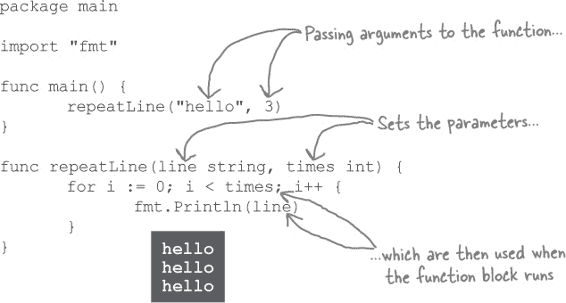 package main
import "fmt"
Passing arguments to the function...
func main() {
repeatLine("hello", 3)
}
Sets the parameters...
func repeatLine(line string, times int) {
for i := 0; i < times; i++ {
fmt.Println(line)
}
}
...which are then used when
the function block runs
hello
hello
hello